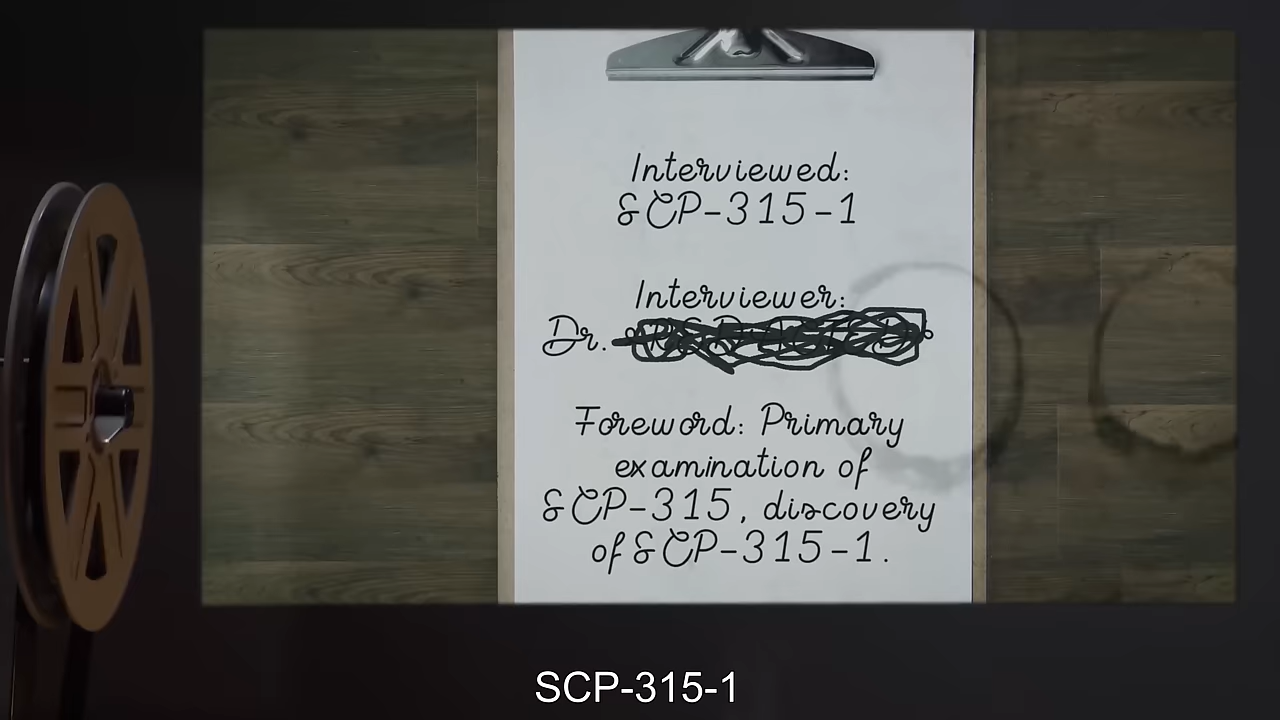 Interviewed:
SCP-315-1
Interviewer:
Dr.
Foreword: Primary
examination of
SCP-315, discovery
of SCP-315-1.
SCP-315-1